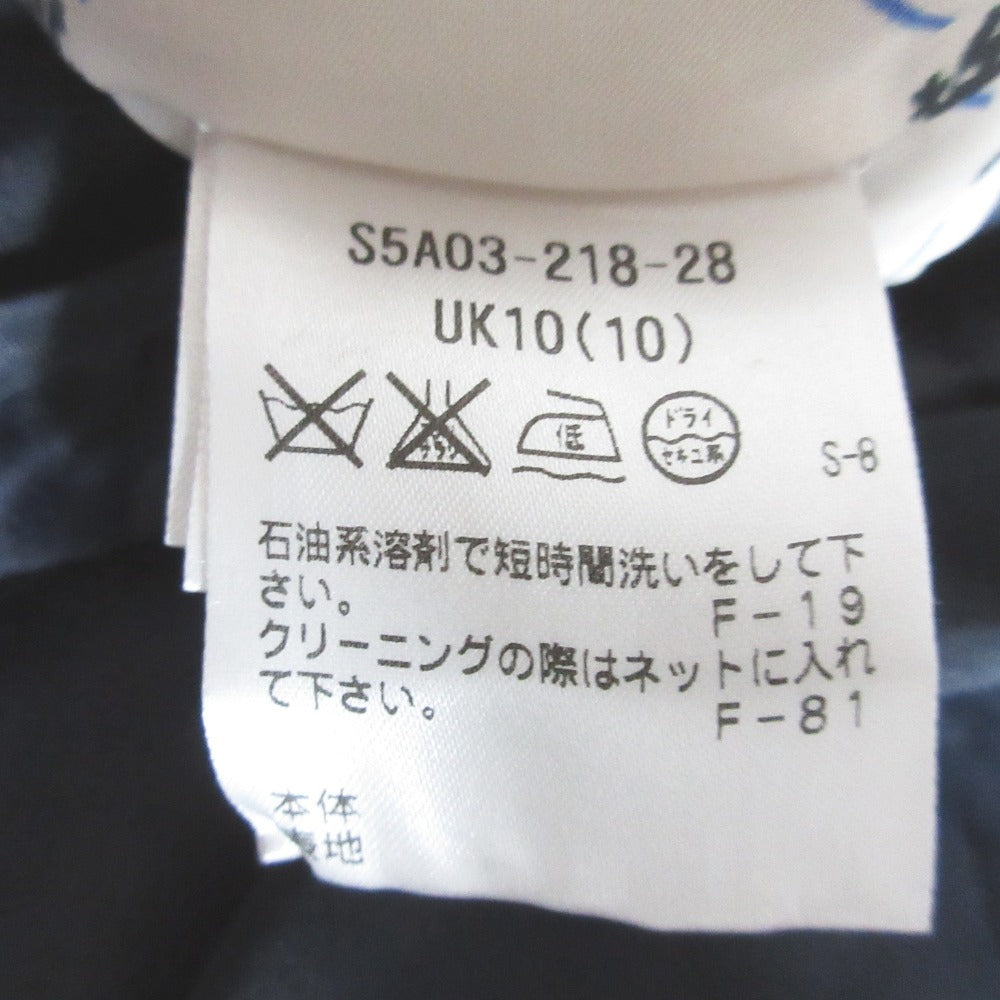 S5A03-218-28
UK10(10)
低
ドライ
セキユ系
S-8
石油系溶剤で短時間洗いをして下
さい。 F-19
クリーニングの際はネットに入れ
て下さい。 F-81
本体
地